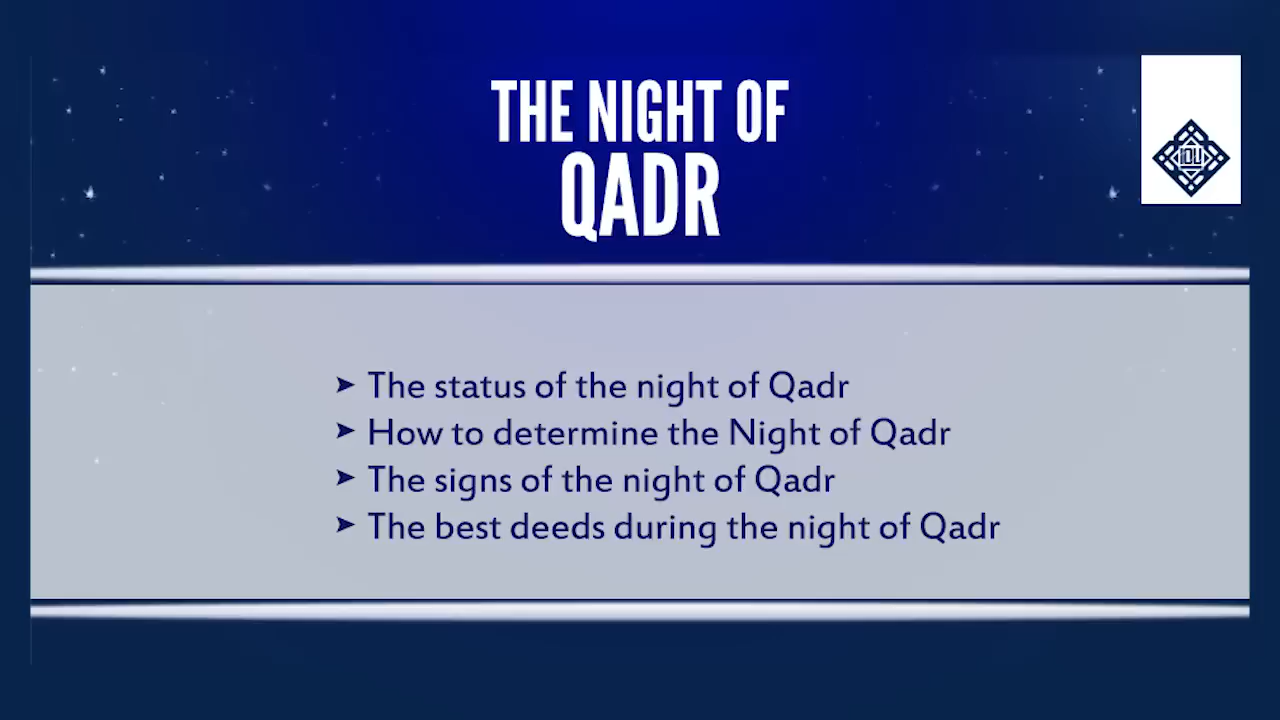 THE NIGHT OF
QADR
IOU
➤ The status of the night of Qadr
➤ How to determine the Night of Qadr
➤ The signs of the night of Qadr
➤ The best deeds during the night of Qadr